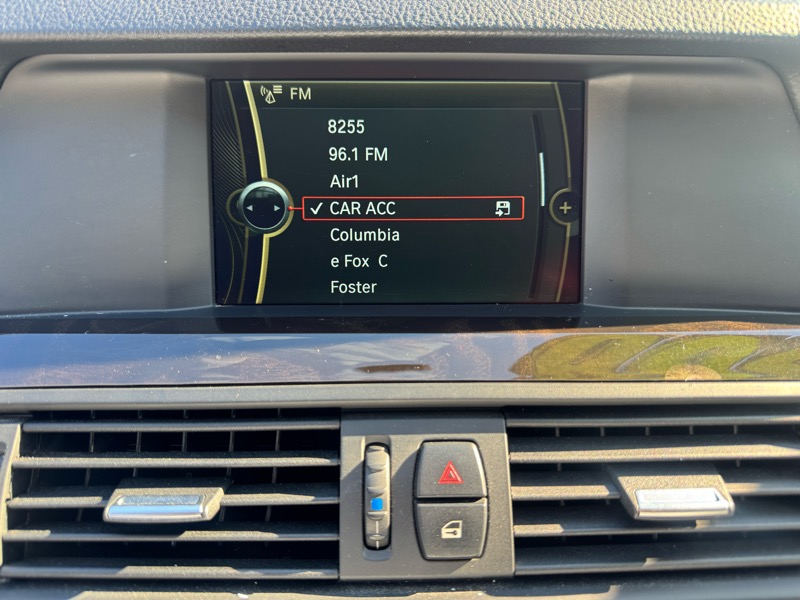 FM
8255
96.1 FM
Air1
CAR ACC
Columbia
e Fox C
Foster